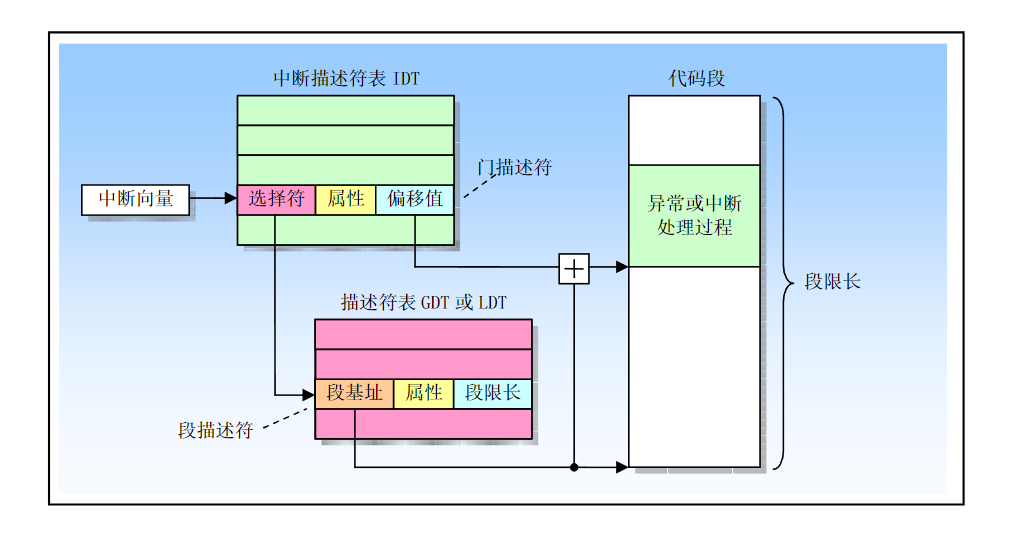 中断描述符表 IDT
代码段
门描述符
中断向量
选择符
属性
偏移值
异常或中断
处理过程
段限长
描述符表 GDT 或 LDT
段基址
属性
段限长
段描述符